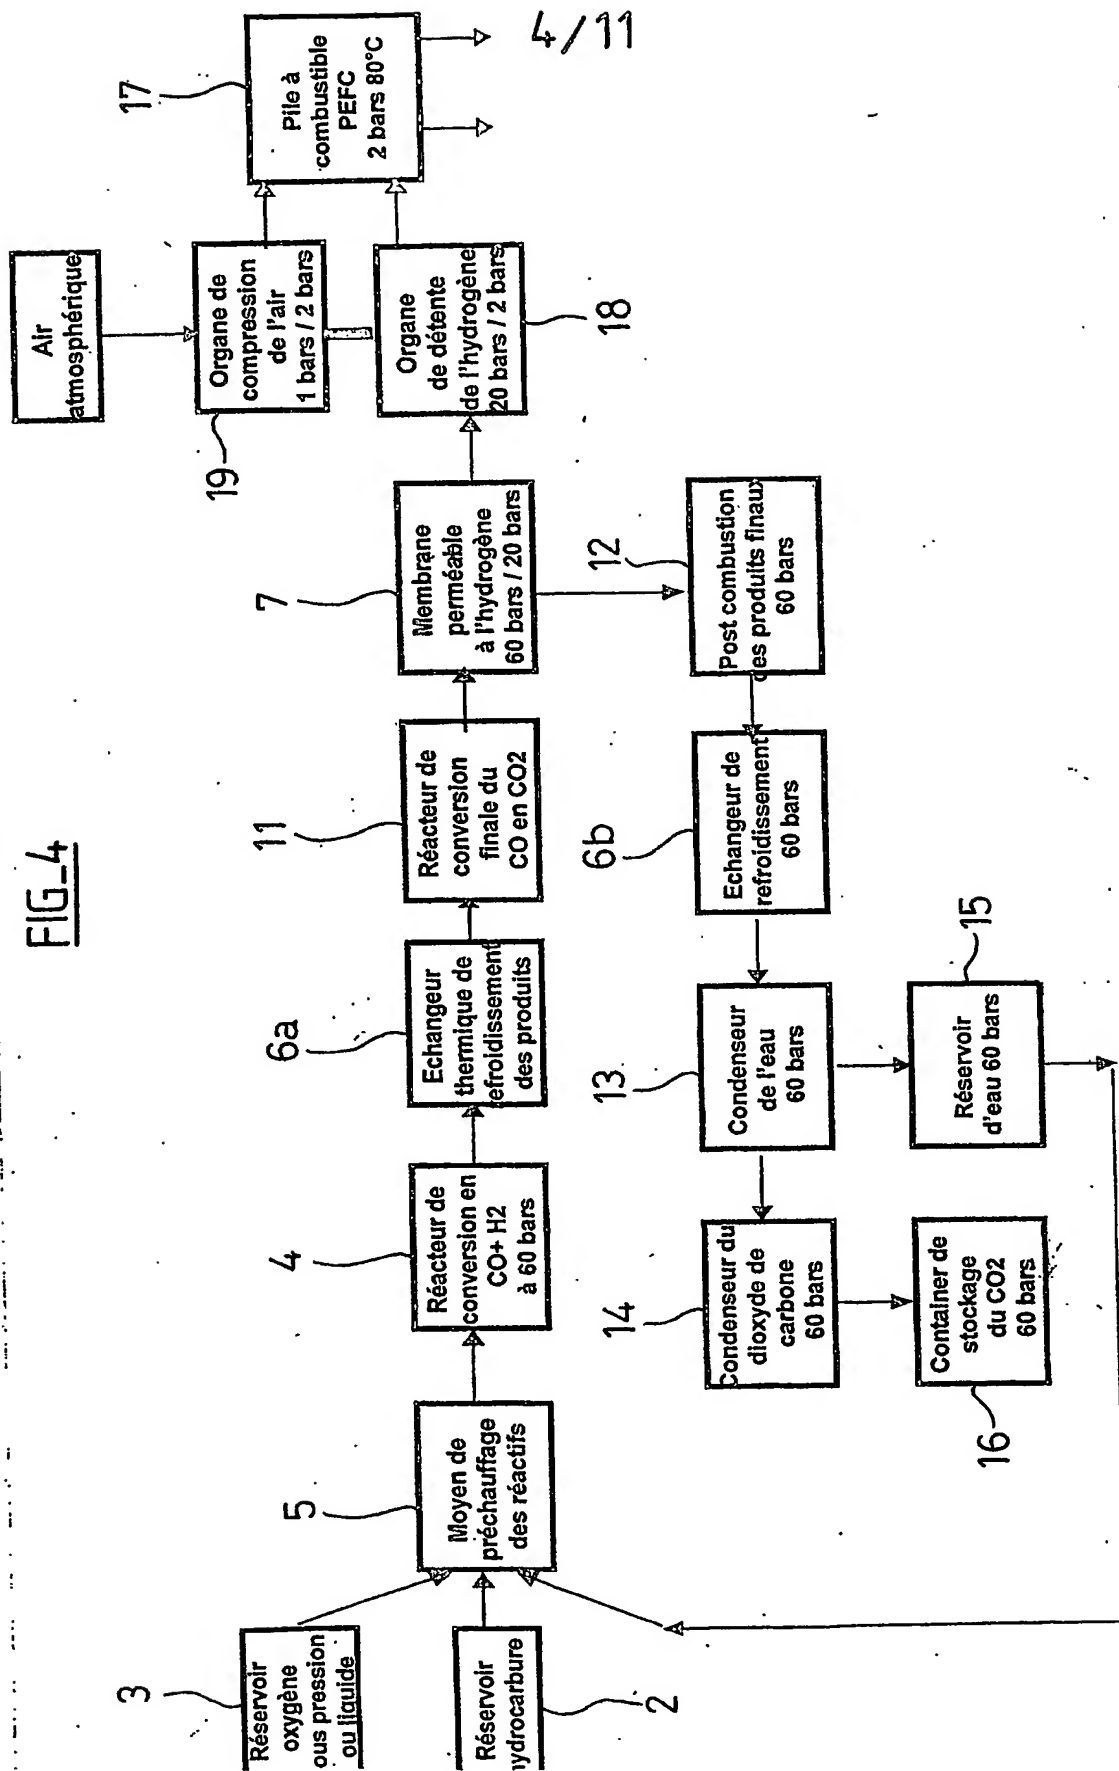 4/11
FIG_4
3
Réservoir
oxygène
ous pression
ou liquide
Réservoir
ydrocarbure
2
5
Moyen de
préchauffage
des réactifs
4
Réacteur de
conversion en
CO+ H2
à 60 bars
6a
Echangeur
thermique de
refroidissement
des produits
11
Réacteur de
conversion
finale du
CO en CO2
7
Membrane
perméable
à l'hydrogène
60 bars / 20 bars
Air
atmosphérique
19
Organe de
compression
de l'air
1 bars / 2 bars
Organe
de détente
de l'hydrogène
20 bars / 2 bars
18
17
Pile à
combustible
PEFC
2 bars 80°C
12
Post combustion
des produits finaux
60 bars
6b
Echangeur de
refroidissement
60 bars
13
Condenseur
de l'eau
60 bars
14
Condenseur du
dioxyde de
carbone
60 bars
15
Réservoir
d'eau 60 bars
16
Container de
stockage
du CO2
60 bars